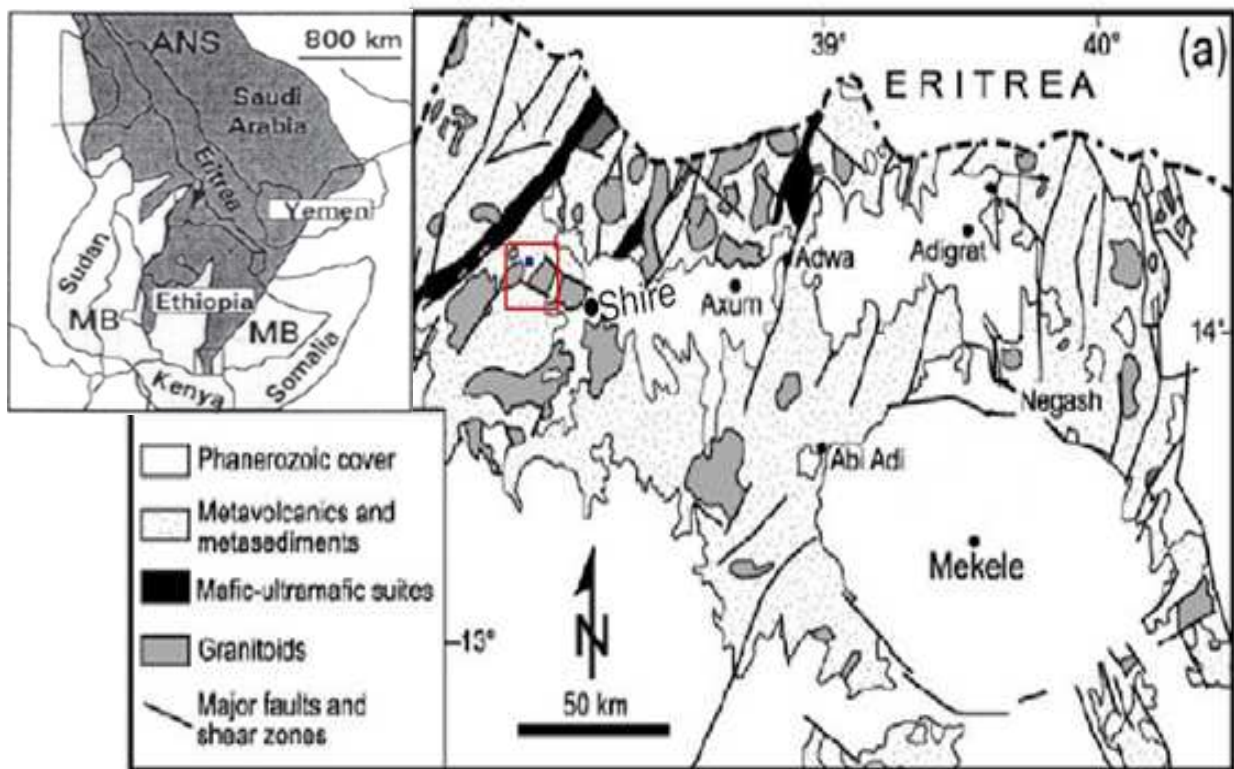 ANS
800 km
Saudi
Arabia
Eritrea
Yemen
Sudan
Ethiopia
MB
MB
Kenya
Somalia
39°
40°
(a)
ERITREA
Adigrat
Adwa
Axum
Shire
14°
Negash
Abi Adi
Mekele
13°
N
50 km
Phanerozoic cover
Metavolcanics and
metasediments
Mafic-ultramafic suites
Granitoids
Major faults and
shear zones